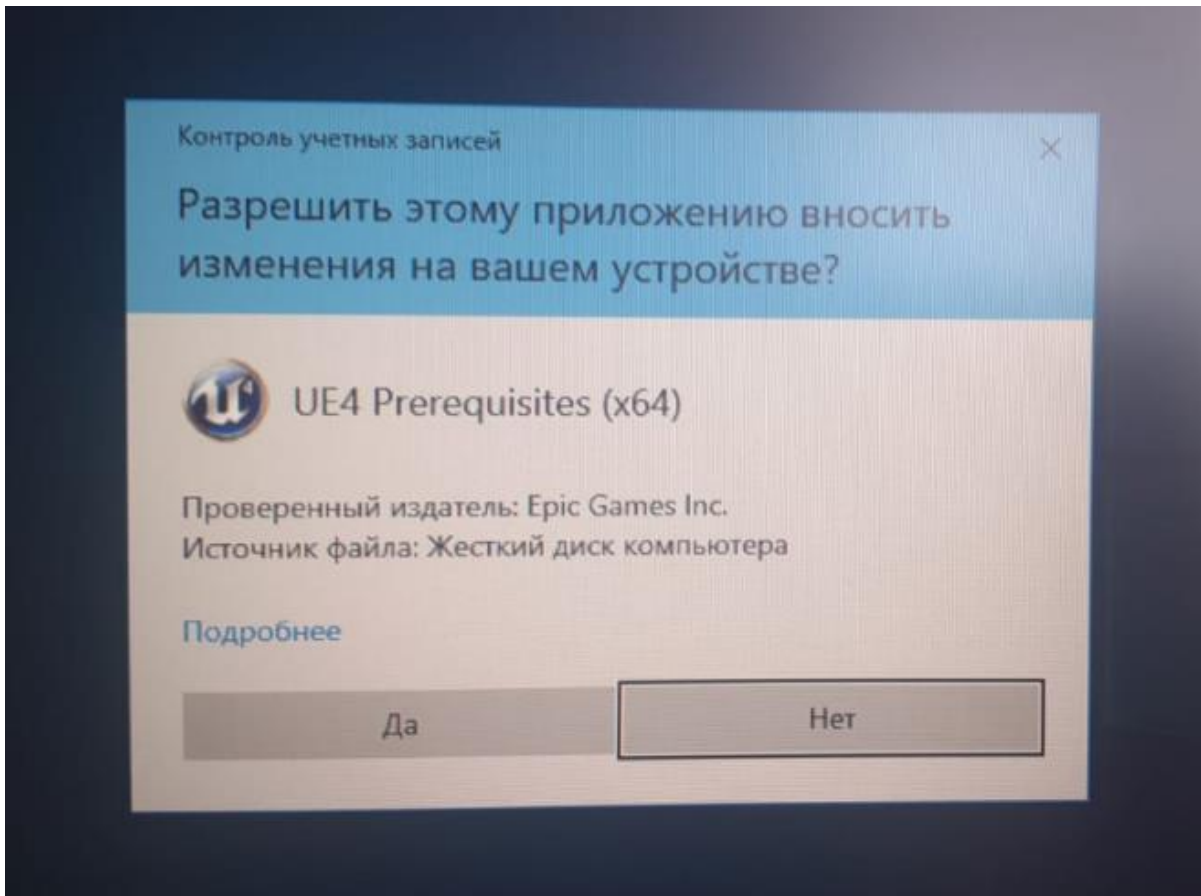 Контроль учетных записей
Разрешить этому приложению вносить
изменения на вашем устройстве?
UE4 Prerequisites (x64)
Проверенный издатель: Epic Games Inc.
Источник файла: Жесткий диск компьютера
Подробнее
Да
Нет